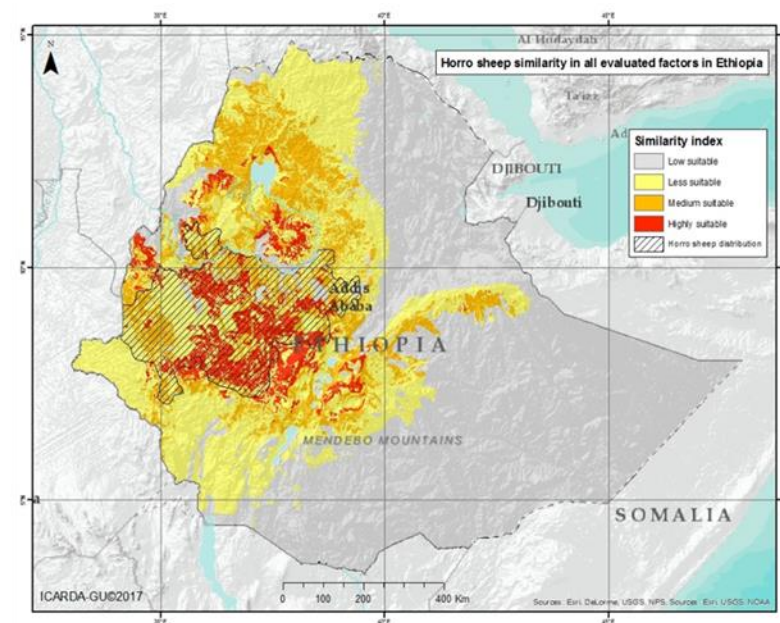 N
Al Hudaydah
Horro sheep similarity in all evaluated factors in Ethiopia
Ta'izz
Similarity index
Low suitable
Less suitable
Medium suitable
Highly suitable
Horro sheep distribution
DJIBOUTI
Djibouti
Addis
Ababa
ETHIOPIA
MENDEBO MOUNTAINS
SOMALIA
ICARDA-GU©2017
0 100 200 400 Km
Sources: Esri, DeLorme, USGS, NPS, Sources: Esri, USGS, NOAA